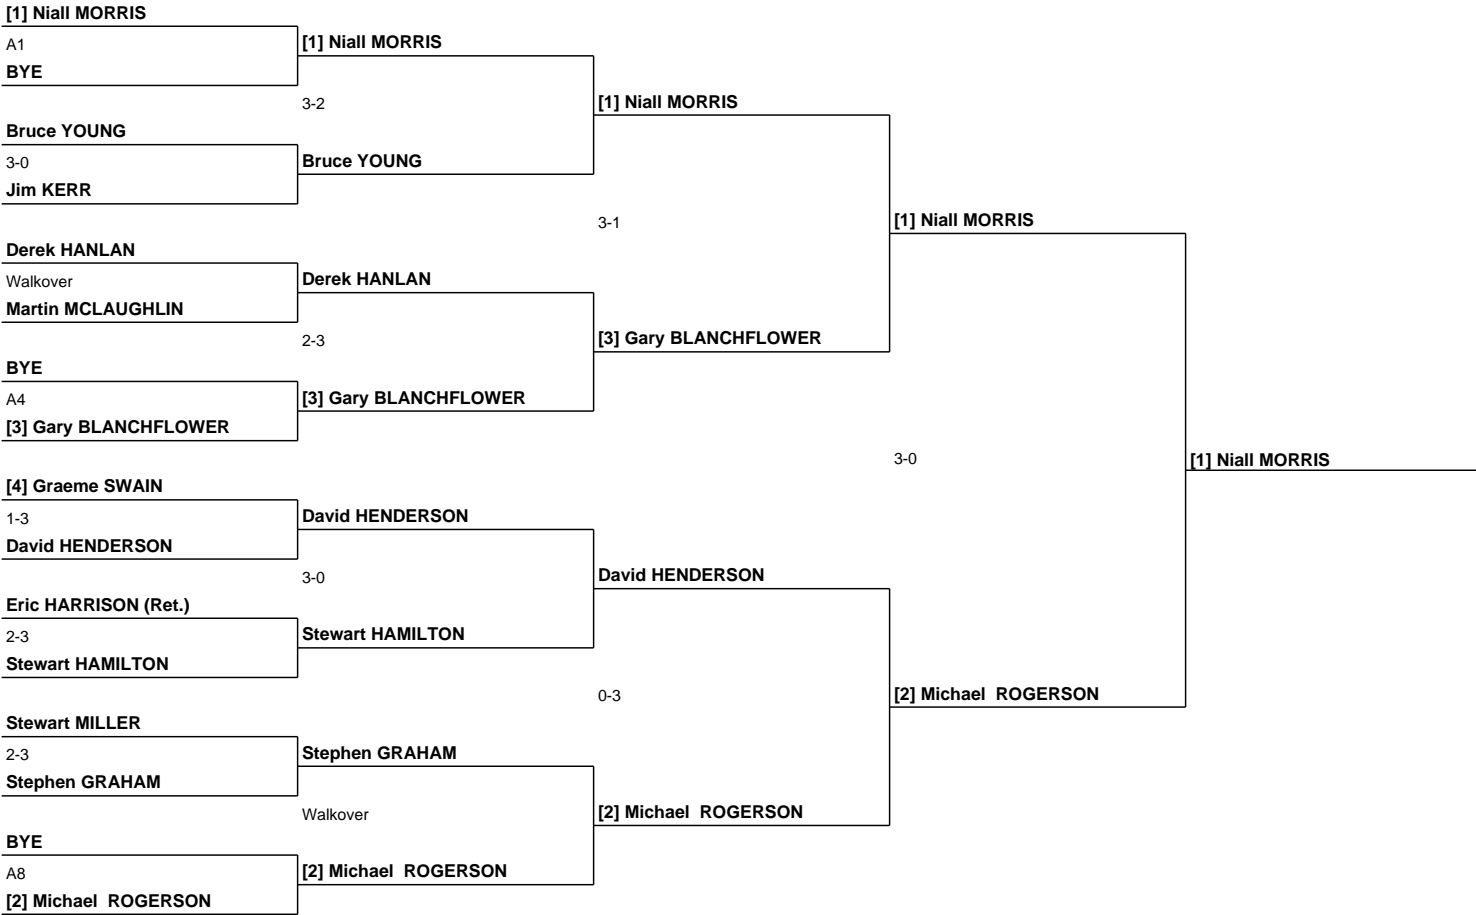 [1] Niall MORRIS
A1
BYE
[1] Niall MORRIS
3-2
Bruce YOUNG
3-0
Jim KERR
Bruce YOUNG
[1] Niall MORRIS
3-1
Derek HANLAN
Walkover
Martin MCLAUGHLIN
Derek HANLAN
2-3
BYE
A4
[3] Gary BLANCHFLOWER
[3] Gary BLANCHFLOWER
[3] Gary BLANCHFLOWER
[1] Niall MORRIS
3-0
[1] Niall MORRIS
[4] Graeme SWAIN
1-3
David HENDERSON
David HENDERSON
3-0
Eric HARRISON (Ret.)
2-3
Stewart HAMILTON
Stewart HAMILTON
David HENDERSON
0-3
Stewart MILLER
2-3
Stephen GRAHAM
Stephen GRAHAM
Walkover
BYE
A8
[2] Michael  ROGERSON
[2] Michael  ROGERSON
[2] Michael  ROGERSON
[2] Michael  ROGERSON